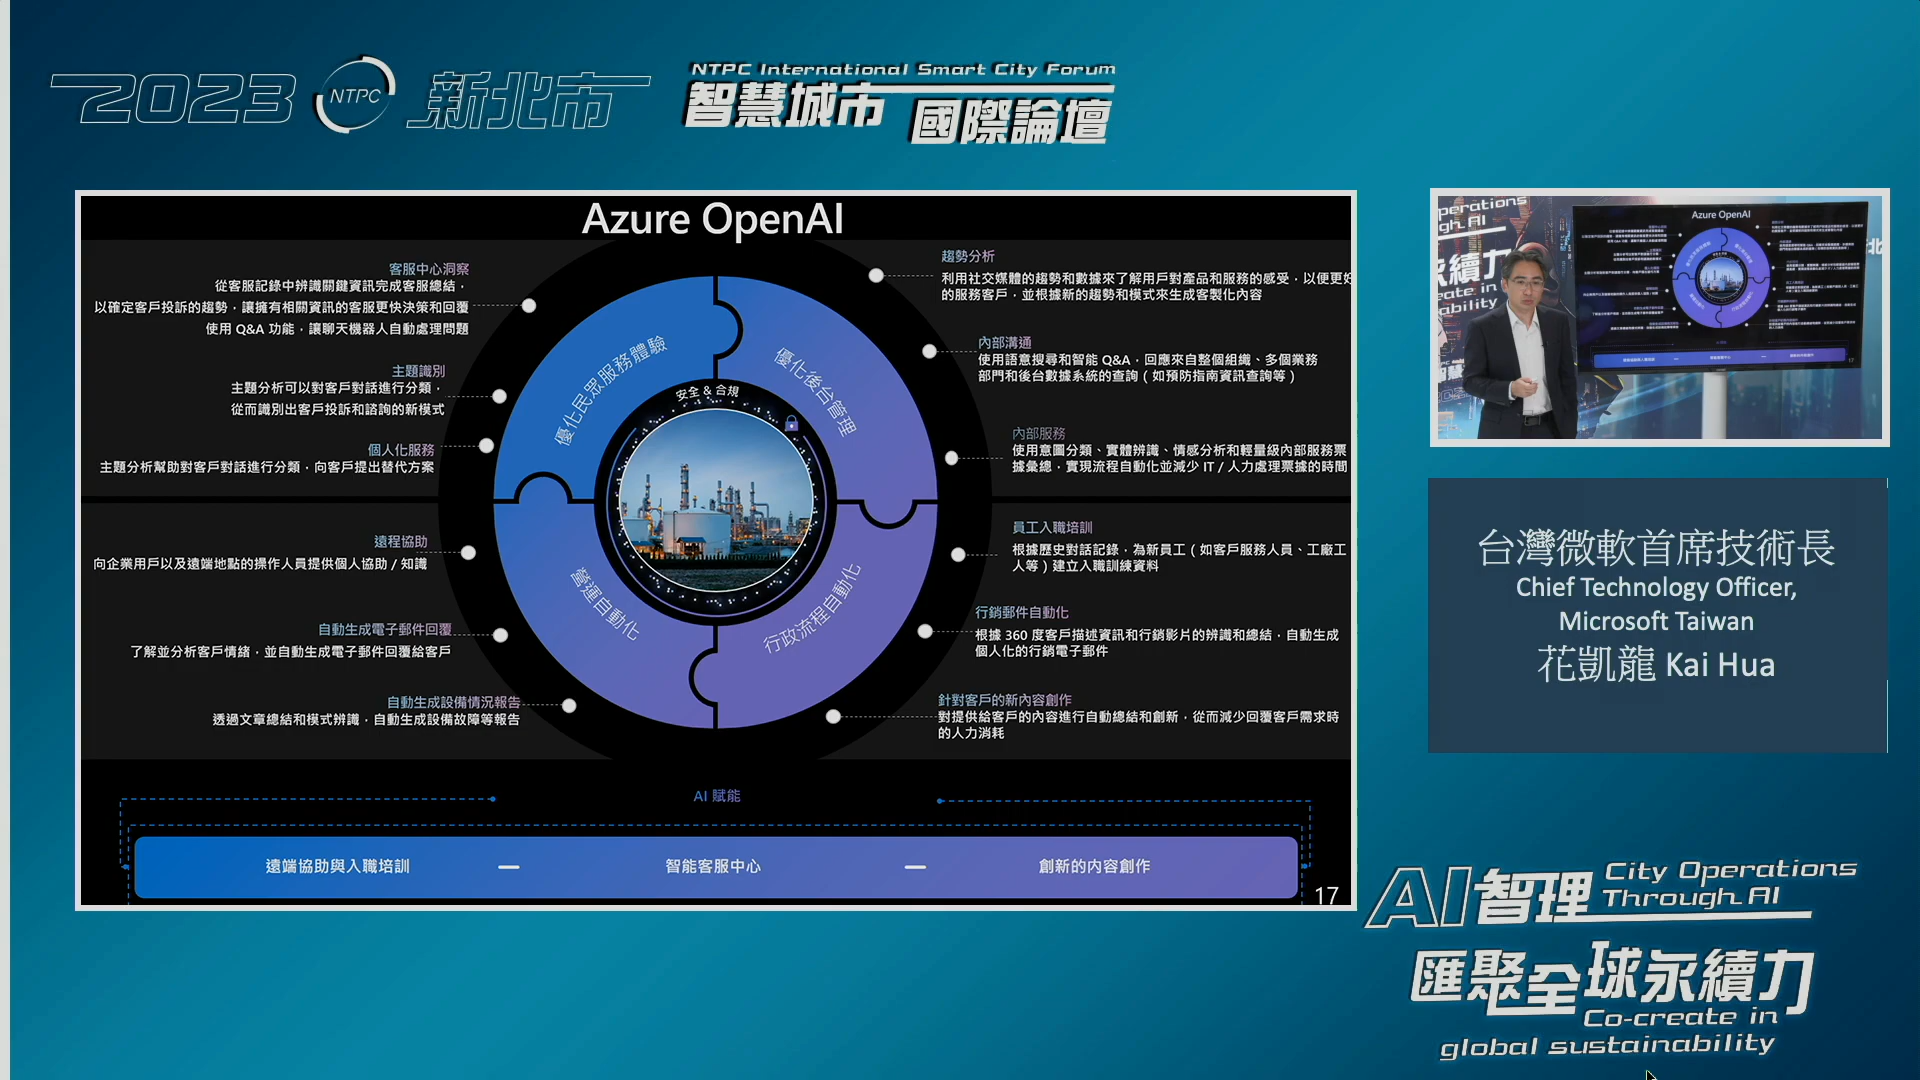 2023 NTPC 新北市
NTPC International Smart City Forum
智慧城市 國際論壇
Azure OpenAI
客服中心洞察
從客服記錄中辨識關鍵資訊完成客服總結，
以確定客戶投訴的趨勢，讓擁有相關資訊的客服更快決策和回覆
使用 Q&A 功能，讓聊天機器人自動處理問題
主題識別
主題分析可以對客戶對話進行分類，
從而識別出客戶投訴和諮詢的新模式
個人化服務
主題分析幫助對客戶對話進行分類，向客戶提出替代方案
遠程協助
向企業用戶以及遠端地點的操作人員提供個人協助 / 知識
自動生成電子郵件回覆
了解並分析客戶情緒，並自動生成電子郵件回覆給客戶
自動生成設備情況報告
透過文章總結和模式辨識，自動生成設備故障等報告
優化民眾服務體驗
優化後台管理
安全 & 合規
營運自動化
行政流程自動化
趨勢分析
利用社交媒體的趨勢和數據來了解用戶對產品和服務的感受，以便更好
的服務客戶，並根據新的趨勢和模式來生成客製化內容
內部溝通
使用語意搜尋和智能 Q&A，回應來自整個組織、多個業務
部門和後台數據系統的查詢（如預防指南資訊查詢等）
內部服務
使用意圖分類、實體辨識、情感分析和輕量級內部服務票
據彙總，實現流程自動化並減少 IT / 人力處理票據的時間
員工入職培訓
根據歷史對話記錄，為新員工（如客戶服務人員、工廠工
人等）建立入職訓練資料
行銷郵件自動化
根據 360 度客戶描述資訊和行銷影片的辨識和總結，自動生成
個人化的行銷電子郵件
針對客戶的新內容創作
對提供給客戶的內容進行自動總結和創新，從而減少回覆客戶需求時
的人力消耗
AI 賦能
遠端協助與入職培訓 — 智能客服中心 — 創新的內容創作
17
perations
Through AI
永續力
Azure OpenAI
台灣微軟首席技術長
Chief Technology Officer,
Microsoft Taiwan
花凱龍 Kai Hua
AI智理 City Operations
Through AI
匯聚全球永續力
Co-create in
global sustainability